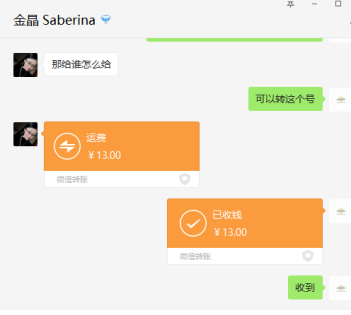 金晶 Saberina
那给谁怎么给
可以转这个号
运费
￥13.00
微信转账
已收钱
￥13.00
微信转账
收到